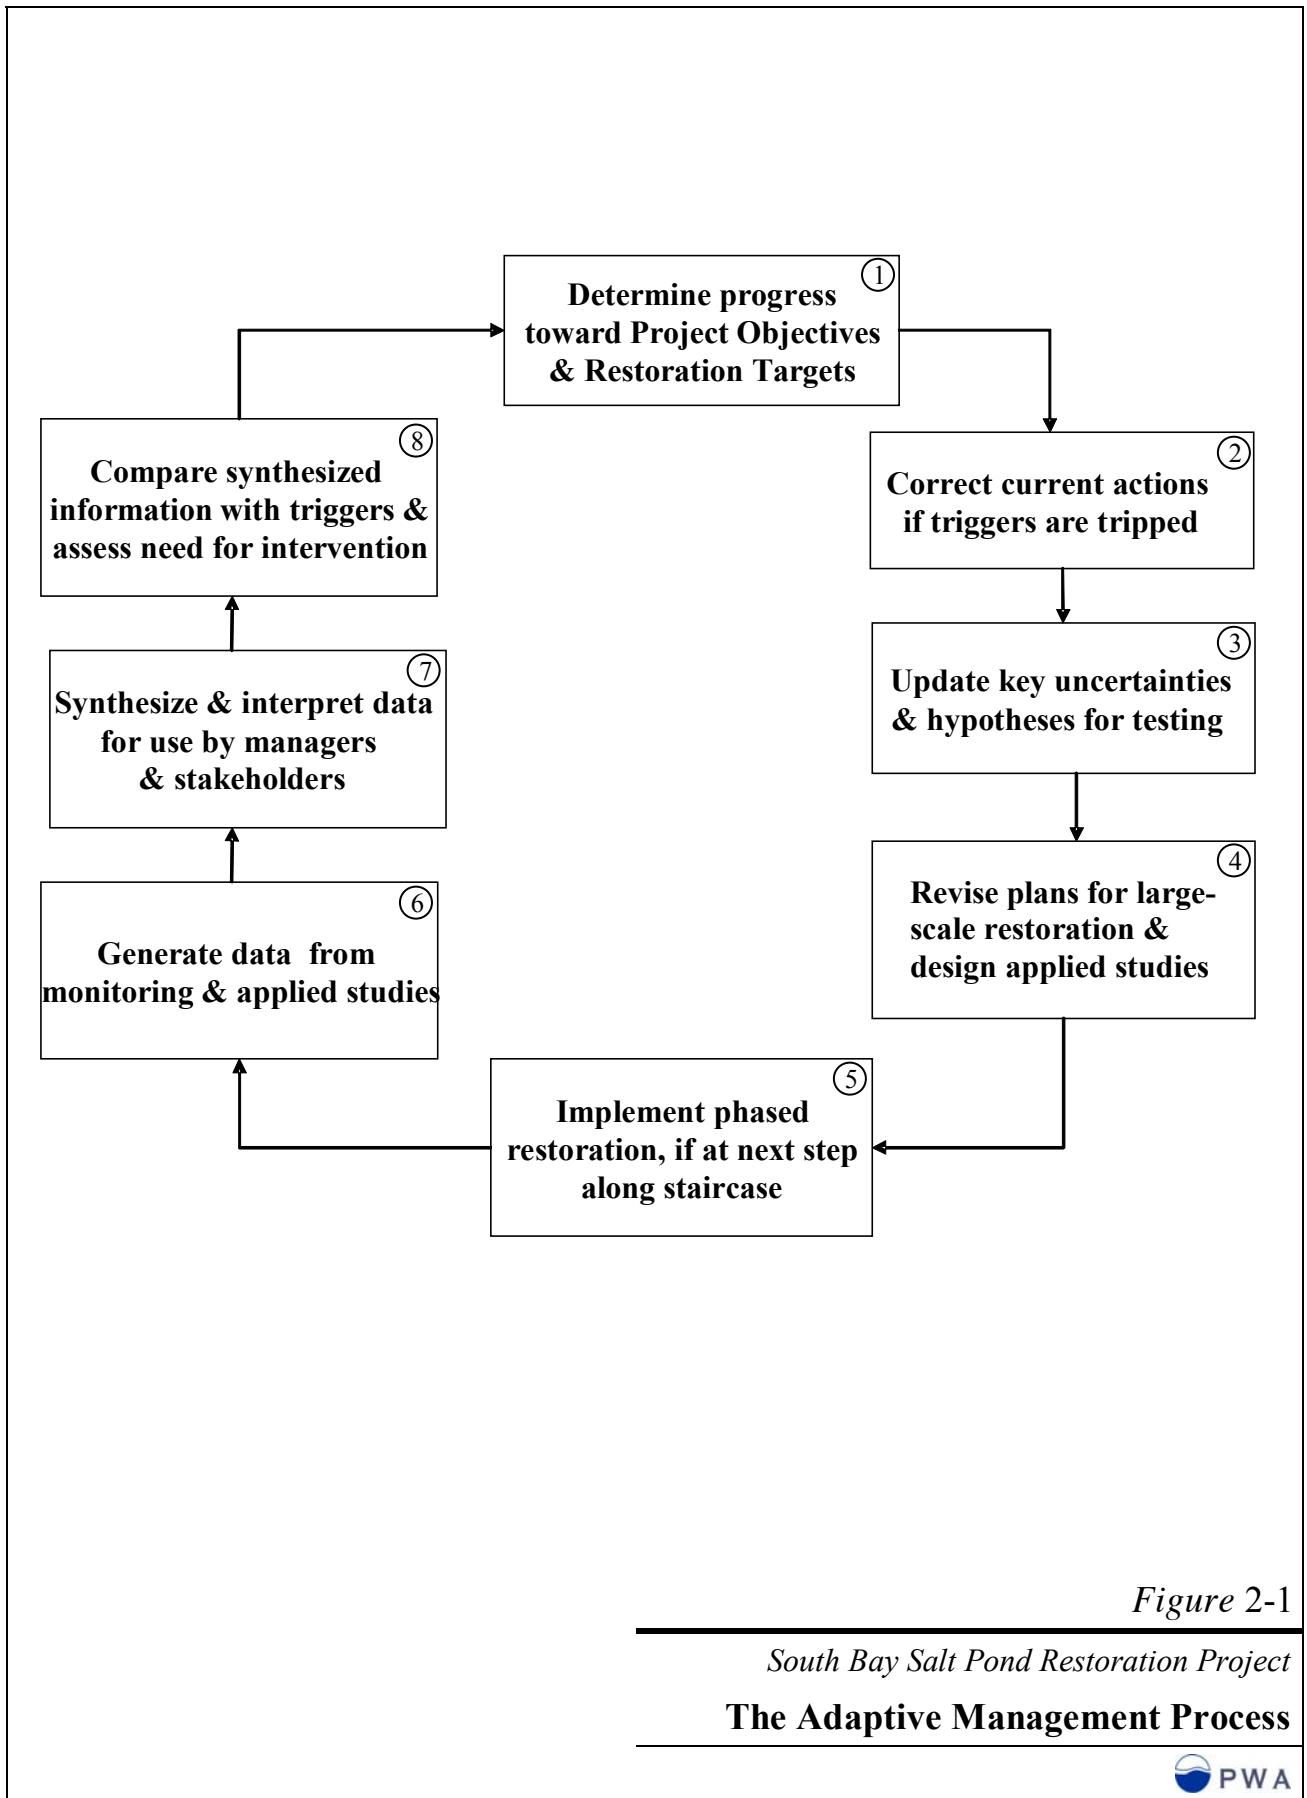 1
Determine progress
toward Project Objectives
& Restoration Targets
2
Correct current actions
if triggers are tripped
3
Update key uncertainties
& hypotheses for testing
4
Revise plans for large-
scale restoration &
design applied studies
5
Implement phased
restoration, if at next step
along staircase
6
Generate data from
monitoring & applied studies
7
Synthesize & interpret data
for use by managers
& stakeholders
8
Compare synthesized
information with triggers &
assess need for intervention
Figure 2-1
South Bay Salt Pond Restoration Project
The Adaptive Management Process
PWA